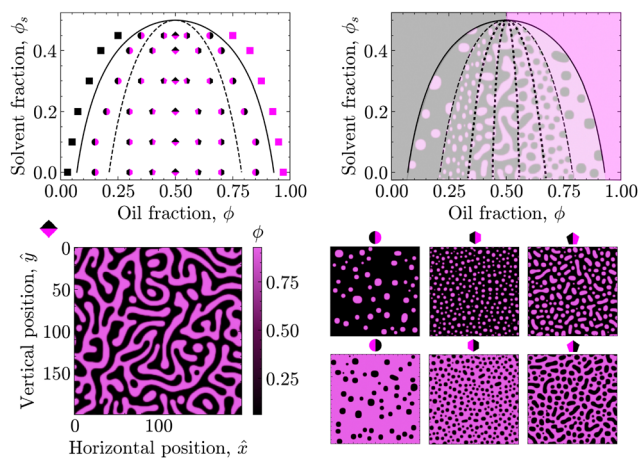 Solvent fraction, ϕₛ
0.4
0.2
0.0
0.00 0.25 0.50 0.75 1.00
Oil fraction, ϕ
Solvent fraction, ϕₛ
0.4
0.2
0.0
0.00 0.25 0.50 0.75 1.00
Oil fraction, ϕ
Vertical position, ŷ
0
50
100
150
0 100
Horizontal position, x̂
ϕ
0.75
0.50
0.25